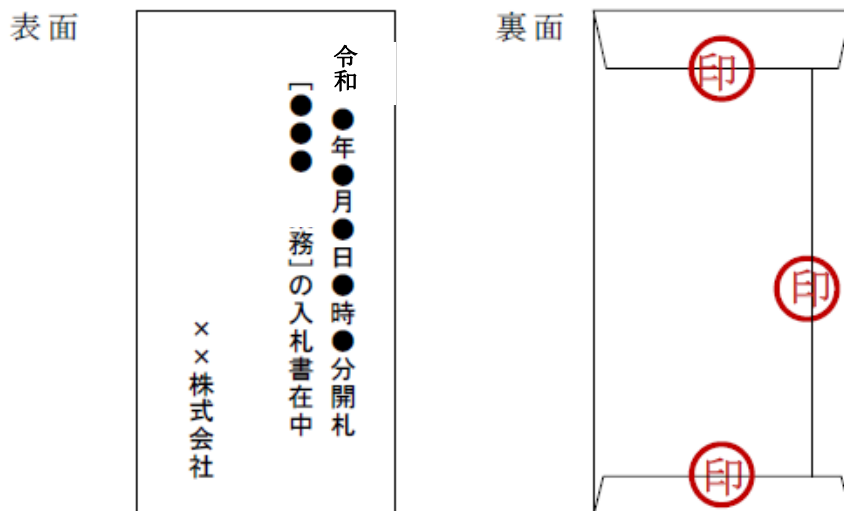 表面
令和 ●年●月●日●時●分開札
[●●● 務]の入札書在中
××株式会社
裏面
印
印
印